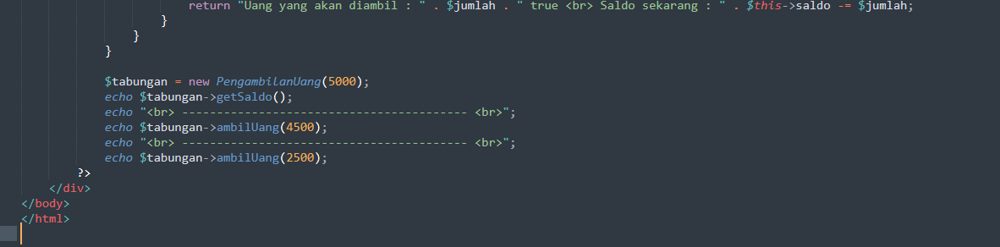 return "Uang yang akan diambil : " . $jumlah . " true <br> Saldo sekarang : " . $this->saldo -= $jumlah;
}
}
}
$tabungan = new PengambilanUang(5000);
echo $tabungan->getSaldo();
echo "<br> ----------------------------------------- <br>";
echo $tabungan->ambilUang(4500);
echo "<br> ----------------------------------------- <br>";
echo $tabungan->ambilUang(2500);
?>
</div>
</body>
</html>